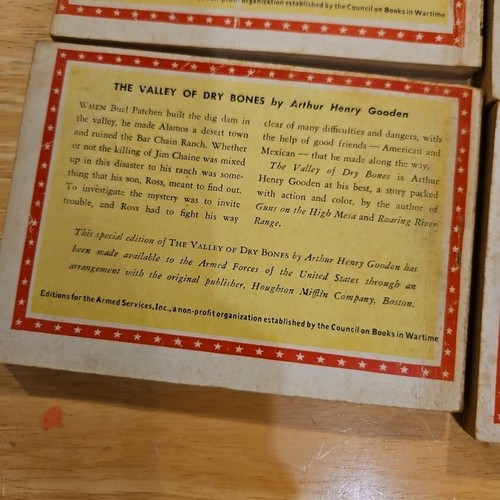 organization established by the Council on Books in Wartime
THE VALLEY OF DRY BONES by Arthur Henry Gooden
WHEN Buel Patchen built the dig dam in
the valley, he made Alamos a desert town
and ruined the Bar Chain Ranch. Whether
or not the killing of Jim Chaine was mixed
up in this disaster to his ranch was some-
thing that his son, Ross, meant to find out.
To investigate the mystery was to invite
trouble, and Ross had to fight his way
clear of many difficulties and dangers, with
the help of good friends — American and
Mexican — that he made along the way.
The Valley of Dry Bones is Arthur
Henry Gooden at his best, a story packed
with action and color, by the author of
Guns on the High Mesa and Roaring River
Range.
This special edition of THE VALLEY OF DRY BONES by Arthur Henry Gooden has
been made available to the Armed Forces of the United States through an
arrangement with the original publisher, Houghton Mifflin Company, Boston.
Editions for the Armed Services, Inc., a non-profit organization established by the Council on Books in Wartime